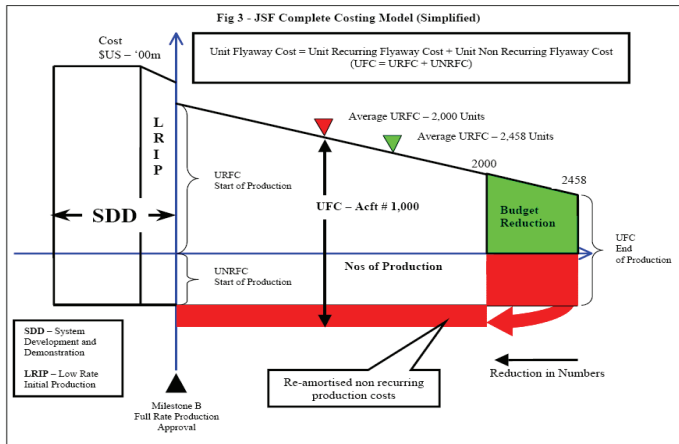 Fig 3 - JSF Complete Costing Model (Simplified)
Cost
$US – ‘00m
Unit Flyaway Cost = Unit Recurring Flyaway Cost + Unit Non Recurring Flyaway Cost
(UFC = URFC + UNRFC)
L
R
I
P
Average URFC – 2,000 Units
Average URFC – 2,458 Units
2000
2458
URFC
Start of Production
SDD
UFC – Acft # 1,000
Budget
Reduction
UFC
End
of Production
Nos of Production
UNRFC
Start of Production
SDD – System
Development and
Demonstration
LRIP – Low Rate
Initial Production
Re-amortised non recurring
production costs
Reduction in Numbers
Milestone B
Full Rate Production
Approval